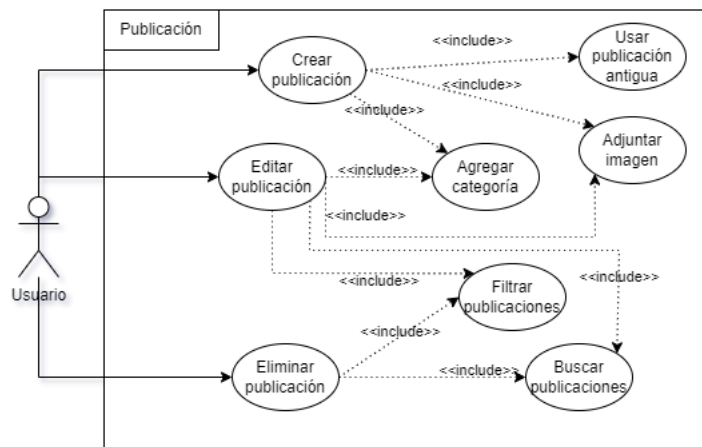 Publicación
Crear
publicación
<<include>>
Usar
publicación
antigua
<<include>>
<<include>>
Adjuntar
imagen
Editar
publicación
<<include>>
Agregar
categoría
<<include>>
Usuario
<<include>>
<<include>>
Filtrar
publicaciones
<<include>>
Eliminar
publicación
<<include>>
Buscar
publicaciones